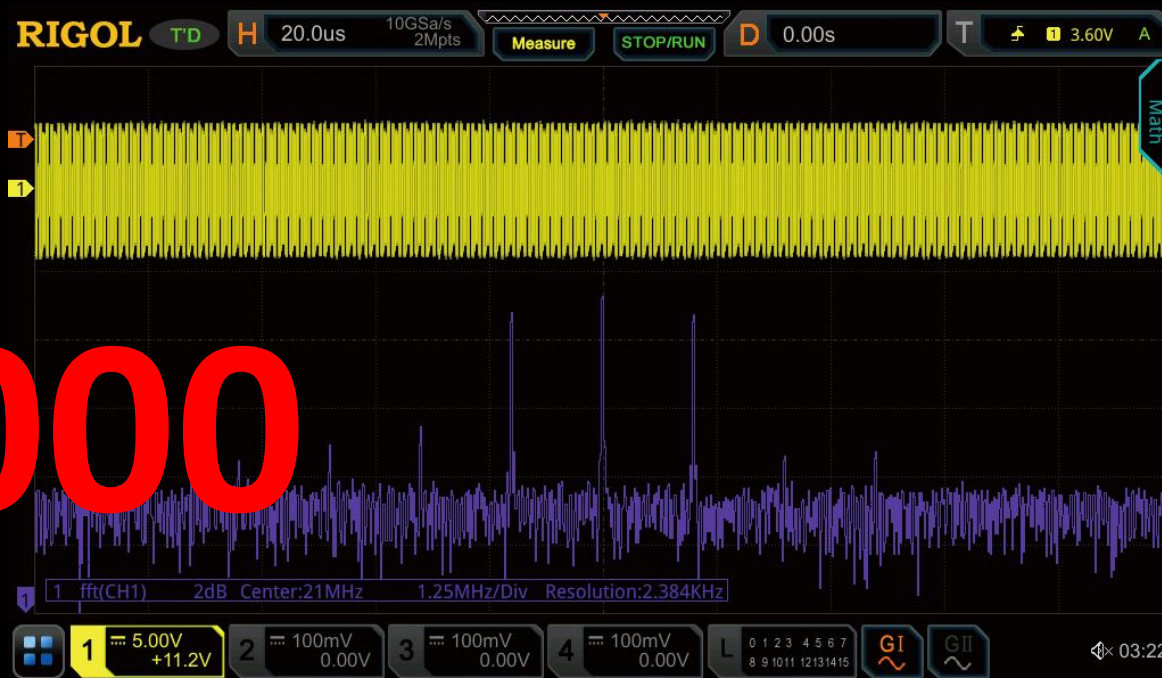 RIGOL T'D H 20.0us 10GSa/s 2Mpts Measure STOP/RUN D 0.00s T 1 3.60V A
Math
T
1
000
1 fft(CH1) 2dB Center:21MHz 1.25MHz/Div Resolution:2.384KHz
1
1 5.00V +11.2V 2 100mV 0.00V 3 100mV 0.00V 4 100mV 0.00V L 0 1 2 3 4 5 6 7 8 9 10 11 12 13 14 15 GI GII 03:22